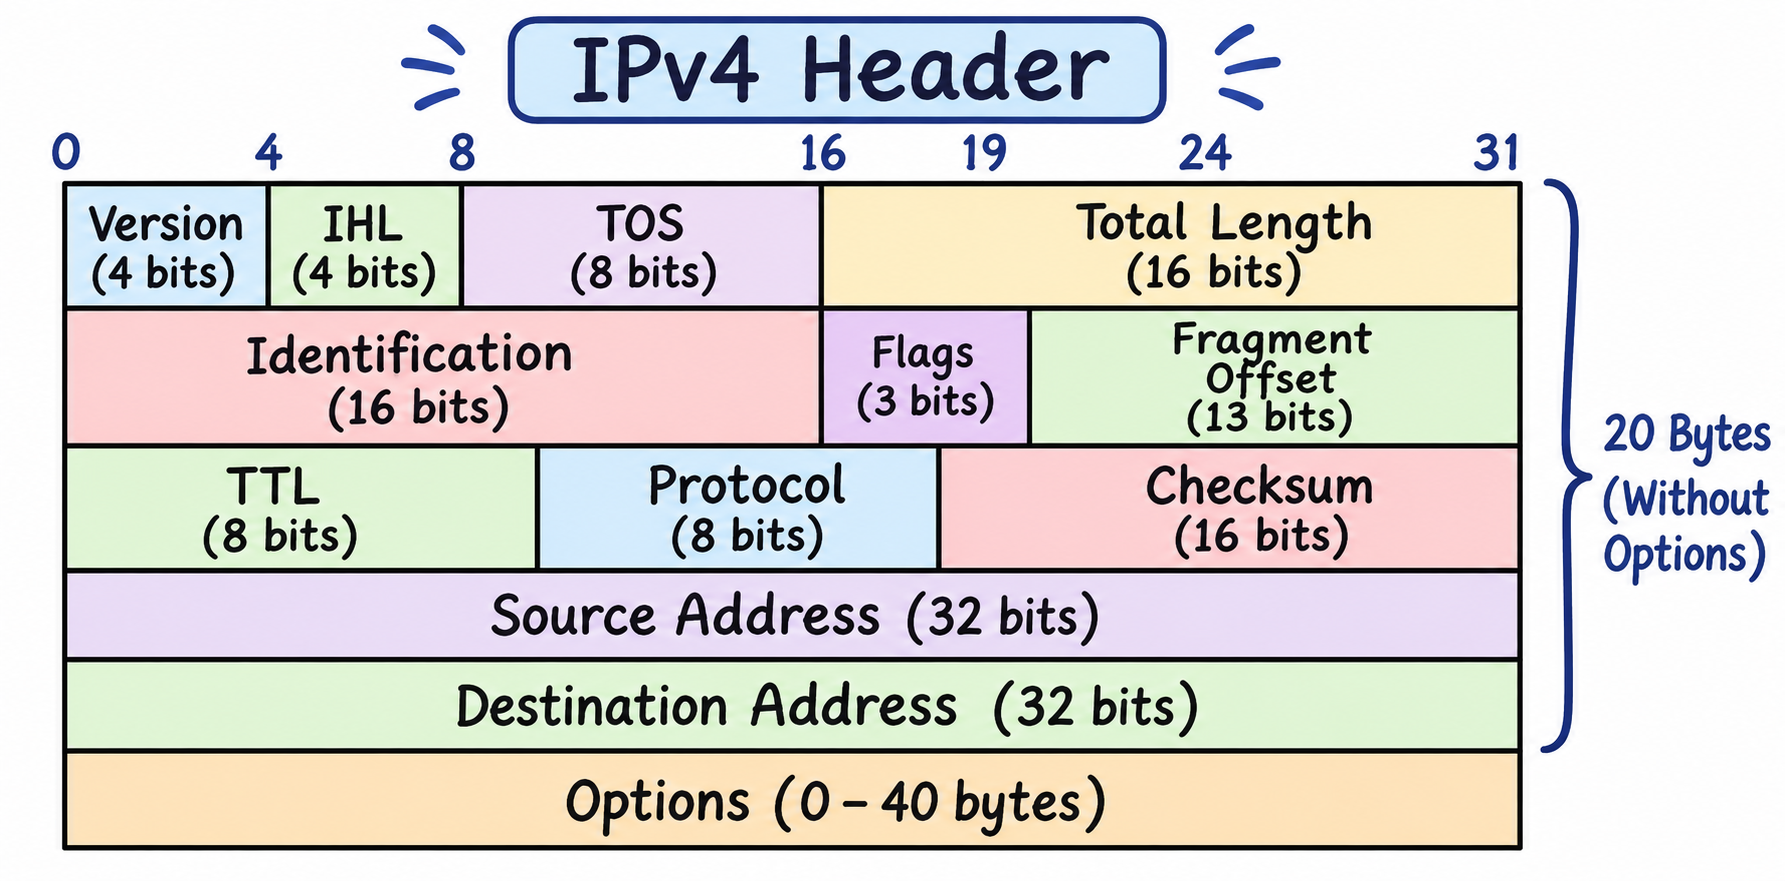 IPv4 Header
0 4 8 16 19 24 31
Version IHL TOS Total Length
(4 bits) (4 bits) (8 bits) (16 bits)
Identification
(16 bits)
Flags
(3 bits)
Fragment
Offset
(13 bits)
TTL Protocol Checksum
(8 bits) (8 bits) (16 bits)
Source Address (32 bits)
Destination Address (32 bits)
Options (0 – 40 bytes)
20 Bytes
(Without
Options)